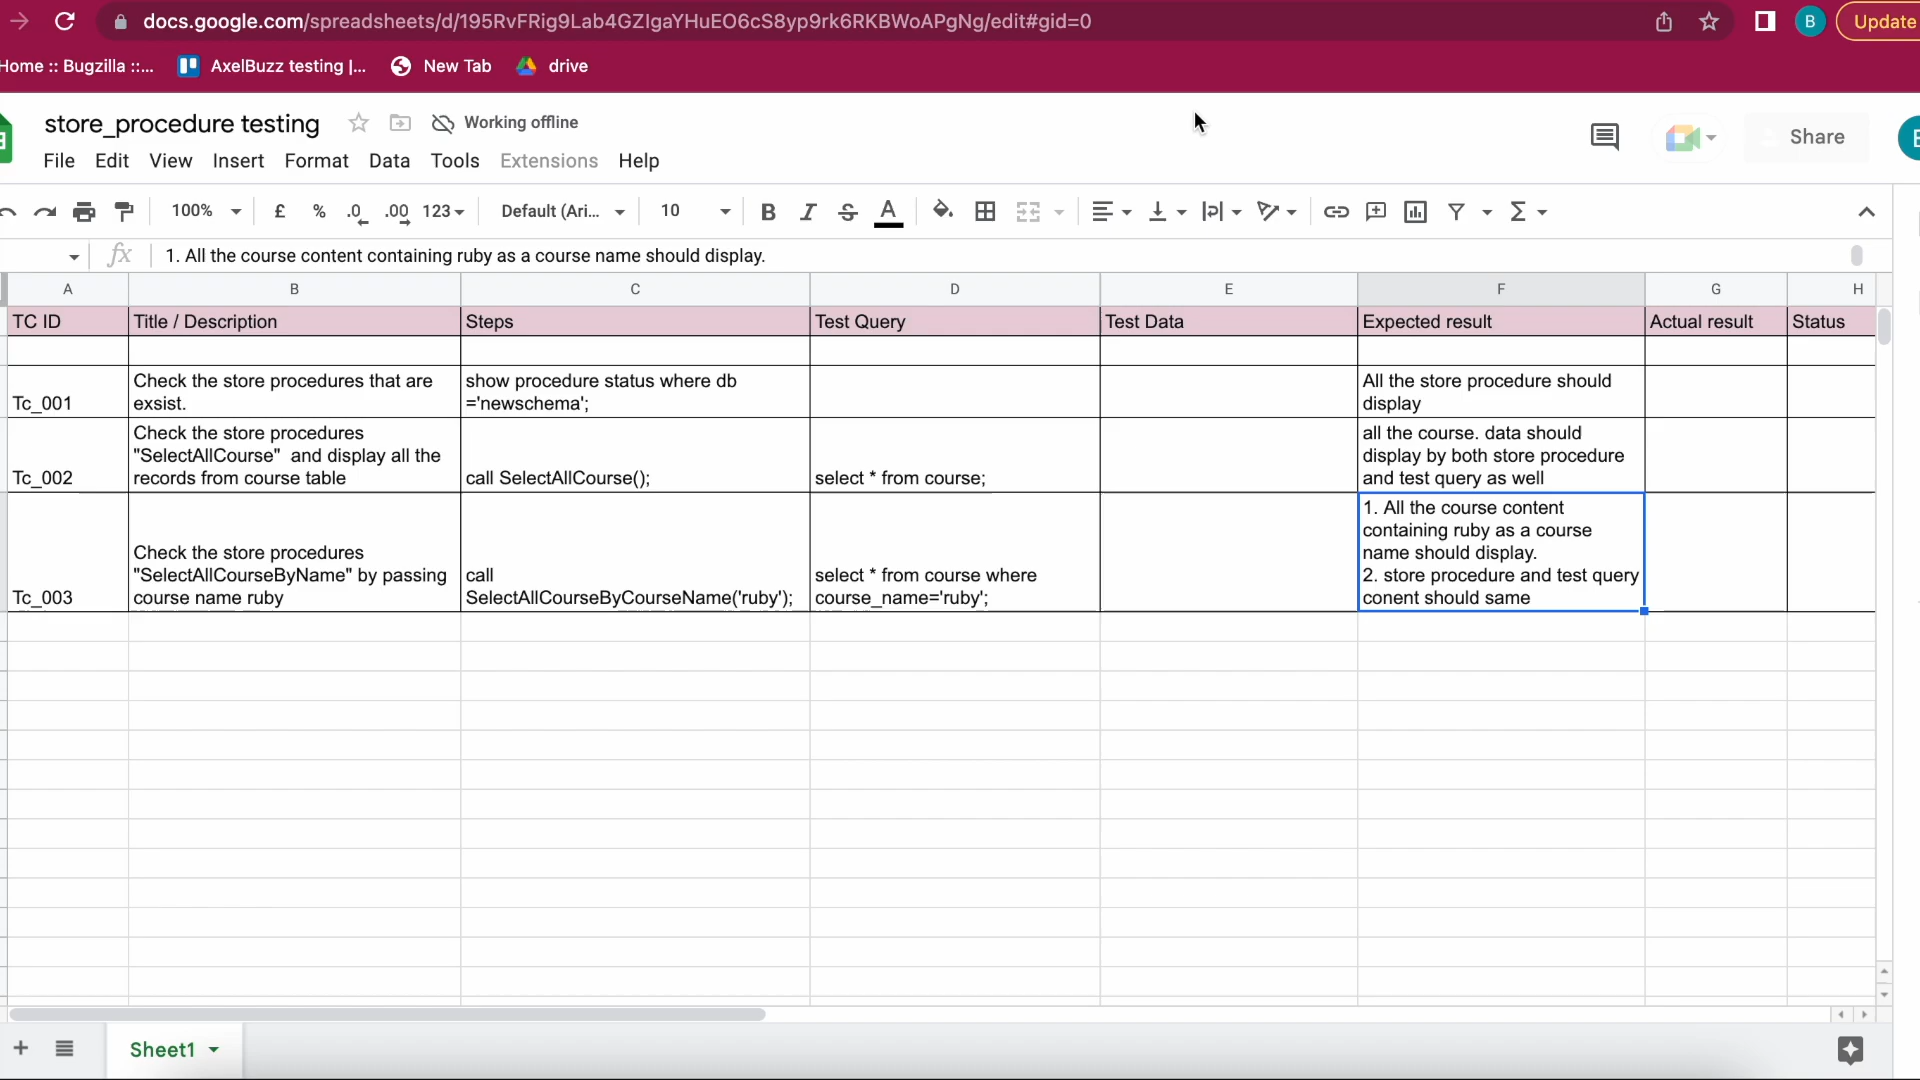 docs.google.com/spreadsheets/d/195RvFRig9Lab4GZIgaYHuEO6cS8yp9rk6RKBWoAPgNg/edit#gid=0
B
Update
Home :: Bugzilla ::...
AxelBuzz testing |...
New Tab
drive
store_procedure testing
Working offline
File Edit View Insert Format Data Tools Extensions Help
Share
100%
£ % .0 .00 123
Default (Ari...
10
B I S A
Σ
fx
1. All the course content containing ruby as a course name should display.
A B C D E F G H
TC ID
Title / Description
Steps
Test Query
Test Data
Expected result
Actual result
Status
Tc_001
Check the store procedures that are
exsist.
show procedure status where db
='newschema';
All the store procedure should
display
Tc_002
Check the store procedures
"SelectAllCourse"  and display all the
records from course table
call SelectAllCourse();
select * from course;
all the course. data should
display by both store procedure
and test query as well
Tc_003
Check the store procedures
"SelectAllCourseByName" by passing
course name ruby
call
SelectAllCourseByCourseName('ruby');
select * from course where
course_name='ruby';
1. All the course content
containing ruby as a course
name should display.
2. store procedure and test query
conent should same
Sheet1